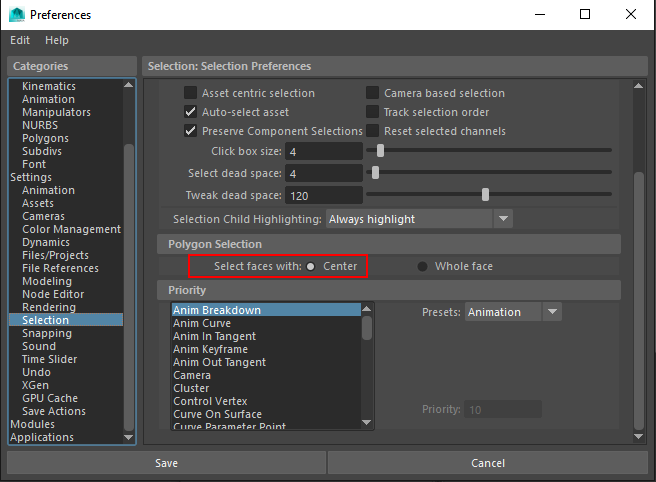 Preferences
Edit Help
Categories
Kinematics
Animation
Manipulators
NURBS
Polygons
Subdivs
Font
Settings
Animation
Assets
Cameras
Color Management
Dynamics
Files/Projects
File References
Modeling
Node Editor
Rendering
Selection
Snapping
Sound
Time Slider
Undo
XGen
GPU Cache
Save Actions
Modules
Applications
Selection: Selection Preferences
Asset centric selection Camera based selection
Auto-select asset Track selection order
Preserve Component Selections Reset selected channels
Click box size: 4
Select dead space: 4
Tweak dead space: 120
Selection Child Highlighting: Always highlight
Polygon Selection
Select faces with: Center Whole face
Priority
Anim Breakdown
Anim Curve
Anim In Tangent
Anim Keyframe
Anim Out Tangent
Camera
Cluster
Control Vertex
Curve On Surface
Curve Parameter Point
Presets: Animation
Priority: 10
Save Cancel